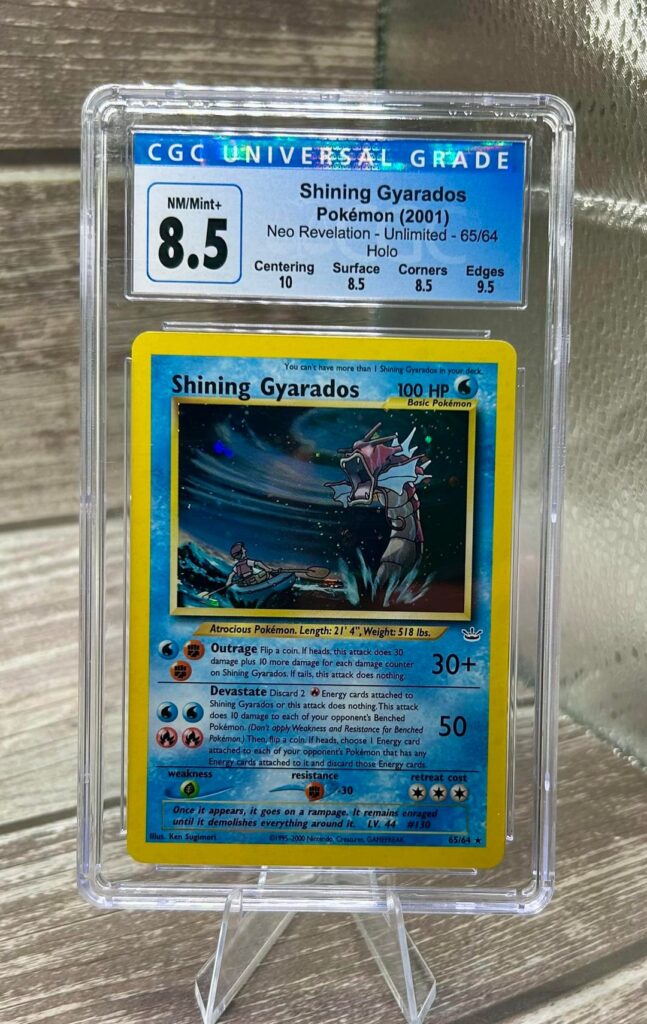 CGC UNIVERSAL GRADE
NM/Mint+
8.5
Shining Gyarados
Pokémon (2001)
Neo Revelation - Unlimited - 65/64
Holo
Centering Surface Corners Edges
10 8.5 8.5 9.5
You can't have more than 1 Shining Gyarados in your deck.
Shining Gyarados 100 HP
Basic Pokémon
Atrocious Pokémon. Length: 21' 4", Weight: 518 lbs.
Outrage Flip a coin. If heads, this attack does 30
damage plus 10 more damage for each damage counter
on Shining Gyarados. If tails, this attack does nothing.
30+
Devastate Discard 2 Energy cards attached to
Shining Gyarados or this attack does nothing. This attack
does 10 damage to each of your opponent's Benched
Pokémon. (Don't apply Weakness and Resistance for Benched
Pokémon.) Then, flip a coin. If heads, choose 1 Energy card
attached to each of your opponent's Pokémon that has any
Energy cards attached to it and discard those Energy cards.
50
weakness resistance retreat cost
-30
Once it appears, it goes on a rampage. It remains enraged
until it demolishes everything around it. LV. 44 #130
Illus. Ken Sugimori ©1995-2000 Nintendo, Creatures, GAMEFREAK. 65/64